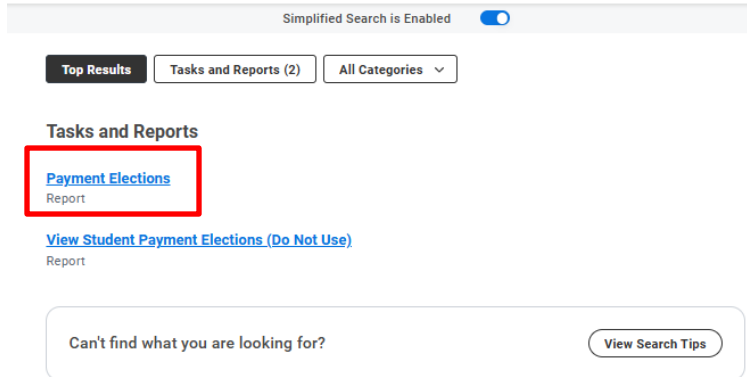 Simplified Search is Enabled
Top Results
Tasks and Reports (2)
All Categories
Tasks and Reports
Payment Elections
Report
View Student Payment Elections (Do Not Use)
Report
Can't find what you are looking for?
View Search Tips